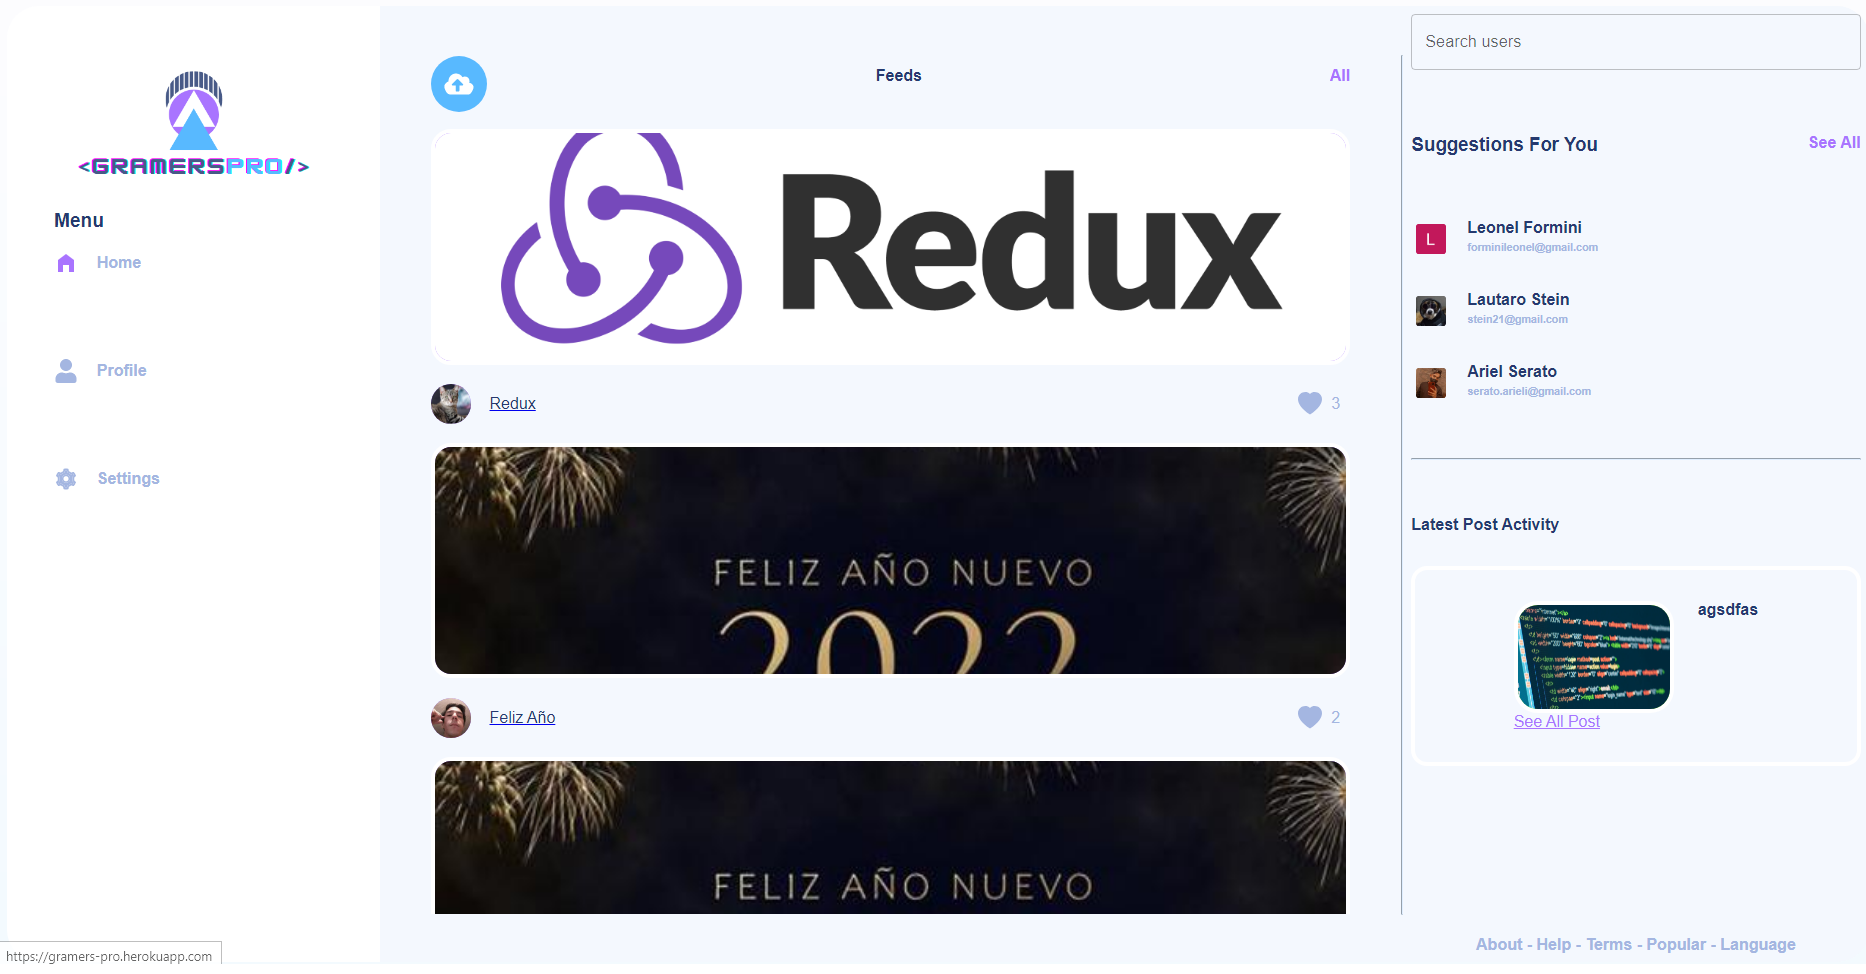 <GRAMERSPRO/>
Menu
Home
Profile
Settings
Feeds
All
Redux
Redux
3
FELIZ AÑO NUEVO
2022
Feliz Año
2
FELIZ AÑO NUEVO
Search users
Suggestions For You
See All
L
Leonel Formini
forminileonel@gmail.com
Lautaro Stein
stein21@gmail.com
Ariel Serato
serato.arieli@gmail.com
Latest Post Activity
agsdfas
See All Post
About - Help - Terms - Popular - Language
https://gramers-pro.herokuapp.com